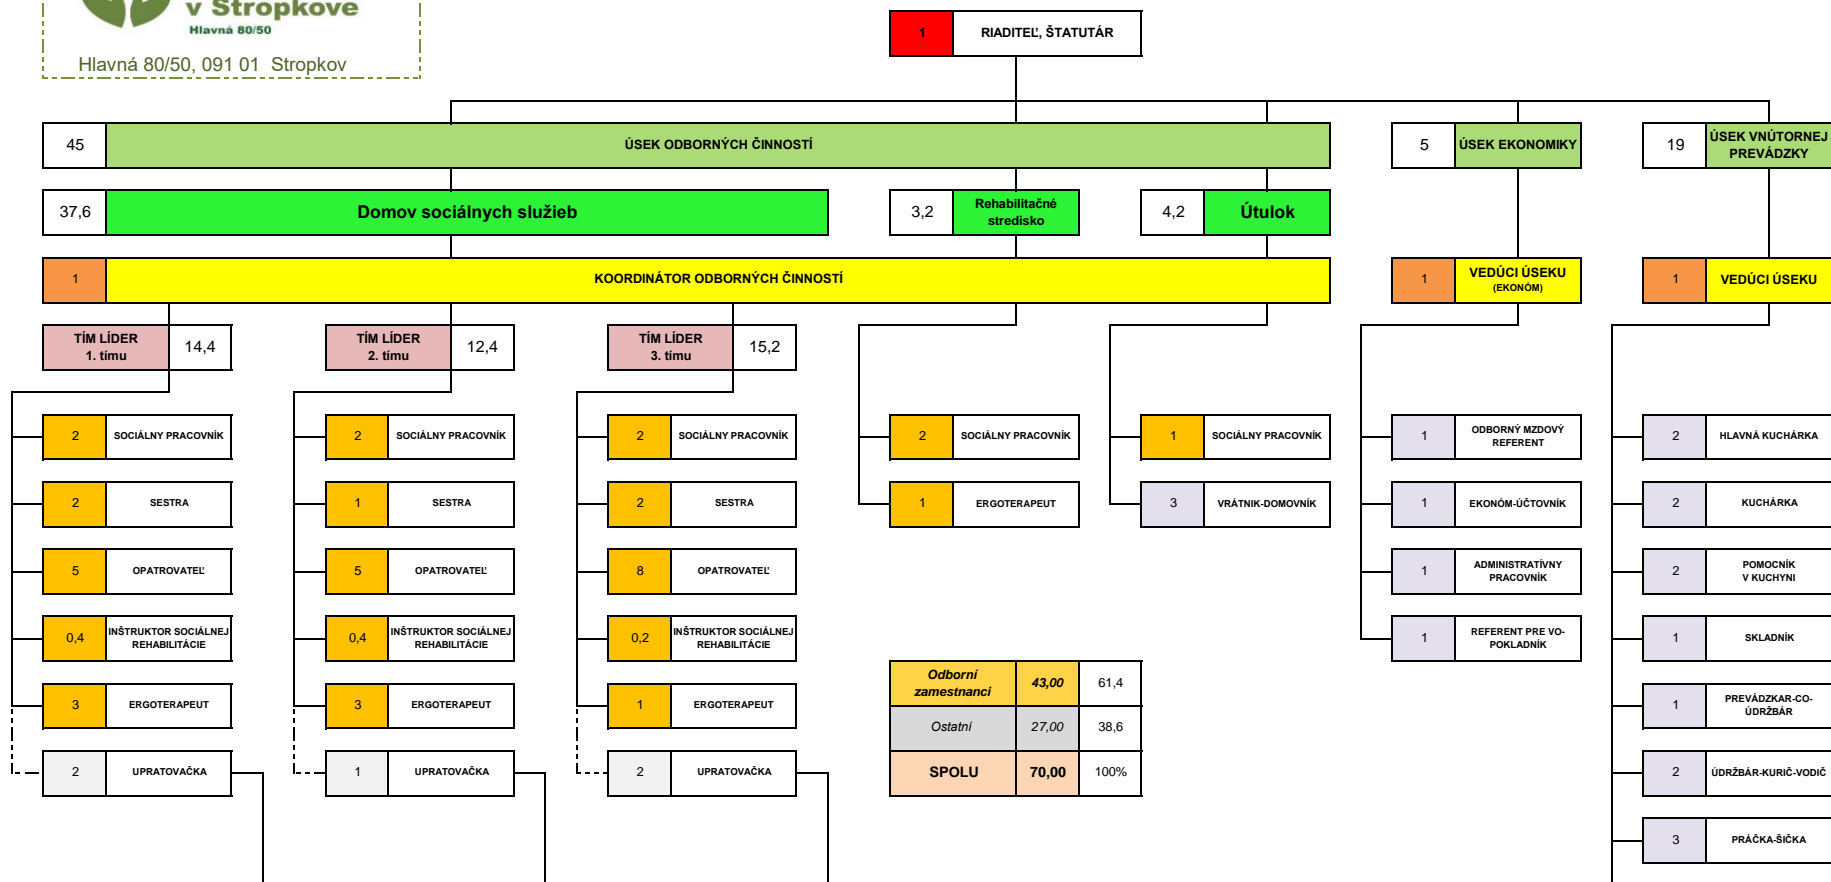 v Stropkove
Hlavná 80/50
Hlavná 80/50, 091 01 Stropkov
1 RIADITEĽ, ŠTATUTÁR
45 ÚSEK ODBORNÝCH ČINNOSTÍ
5 ÚSEK EKONOMIKY
19 ÚSEK VNÚTORNEJ
PREVÁDZKY
37,6 Domov sociálnych služieb
3,2 Rehabilitačné
stredisko
4,2 Útulok
1 KOORDINÁTOR ODBORNÝCH ČINNOSTÍ
1 VEDÚCI ÚSEKU
(EKONÓM)
1 VEDÚCI ÚSEKU
TÍM LÍDER
1. tímu
14,4
TÍM LÍDER
2. tímu
12,4
TÍM LÍDER
3. tímu
15,2
2 SOCIÁLNY PRACOVNÍK
2 SESTRA
5 OPATROVATEĽ
0,4 INŠTRUKTOR SOCIÁLNEJ
REHABILITÁCIE
3 ERGOTERAPEUT
2 UPRATOVAČKA
2 SOCIÁLNY PRACOVNÍK
1 SESTRA
5 OPATROVATEĽ
0,4 INŠTRUKTOR SOCIÁLNEJ
REHABILITÁCIE
3 ERGOTERAPEUT
1 UPRATOVAČKA
2 SOCIÁLNY PRACOVNÍK
2 SESTRA
8 OPATROVATEĽ
0,2 INŠTRUKTOR SOCIÁLNEJ
REHABILITÁCIE
1 ERGOTERAPEUT
2 UPRATOVAČKA
2 SOCIÁLNY PRACOVNÍK
1 ERGOTERAPEUT
1 SOCIÁLNY PRACOVNÍK
3 VRÁTNIK-DOMOVNÍK
1 ODBORNÝ MZDOVÝ
REFERENT
1 EKONÓM-ÚČTOVNÍK
1 ADMINISTRATÍVNY
PRACOVNÍK
1 REFERENT PRE VO-
POKLADNÍK
2 HLAVNÁ KUCHÁRKA
2 KUCHÁRKA
2 POMOCNÍK
V KUCHYNI
1 SKLADNÍK
1 PREVÁDZKAR-CO-
ÚDRŽBÁR
2 ÚDRŽBÁR-KURIČ-VODIČ
3 PRÁČKA-ŠIČKA
Odborní
zamestnanci
43,00 61,4
Ostatní 27,00 38,6
SPOLU 70,00 100%